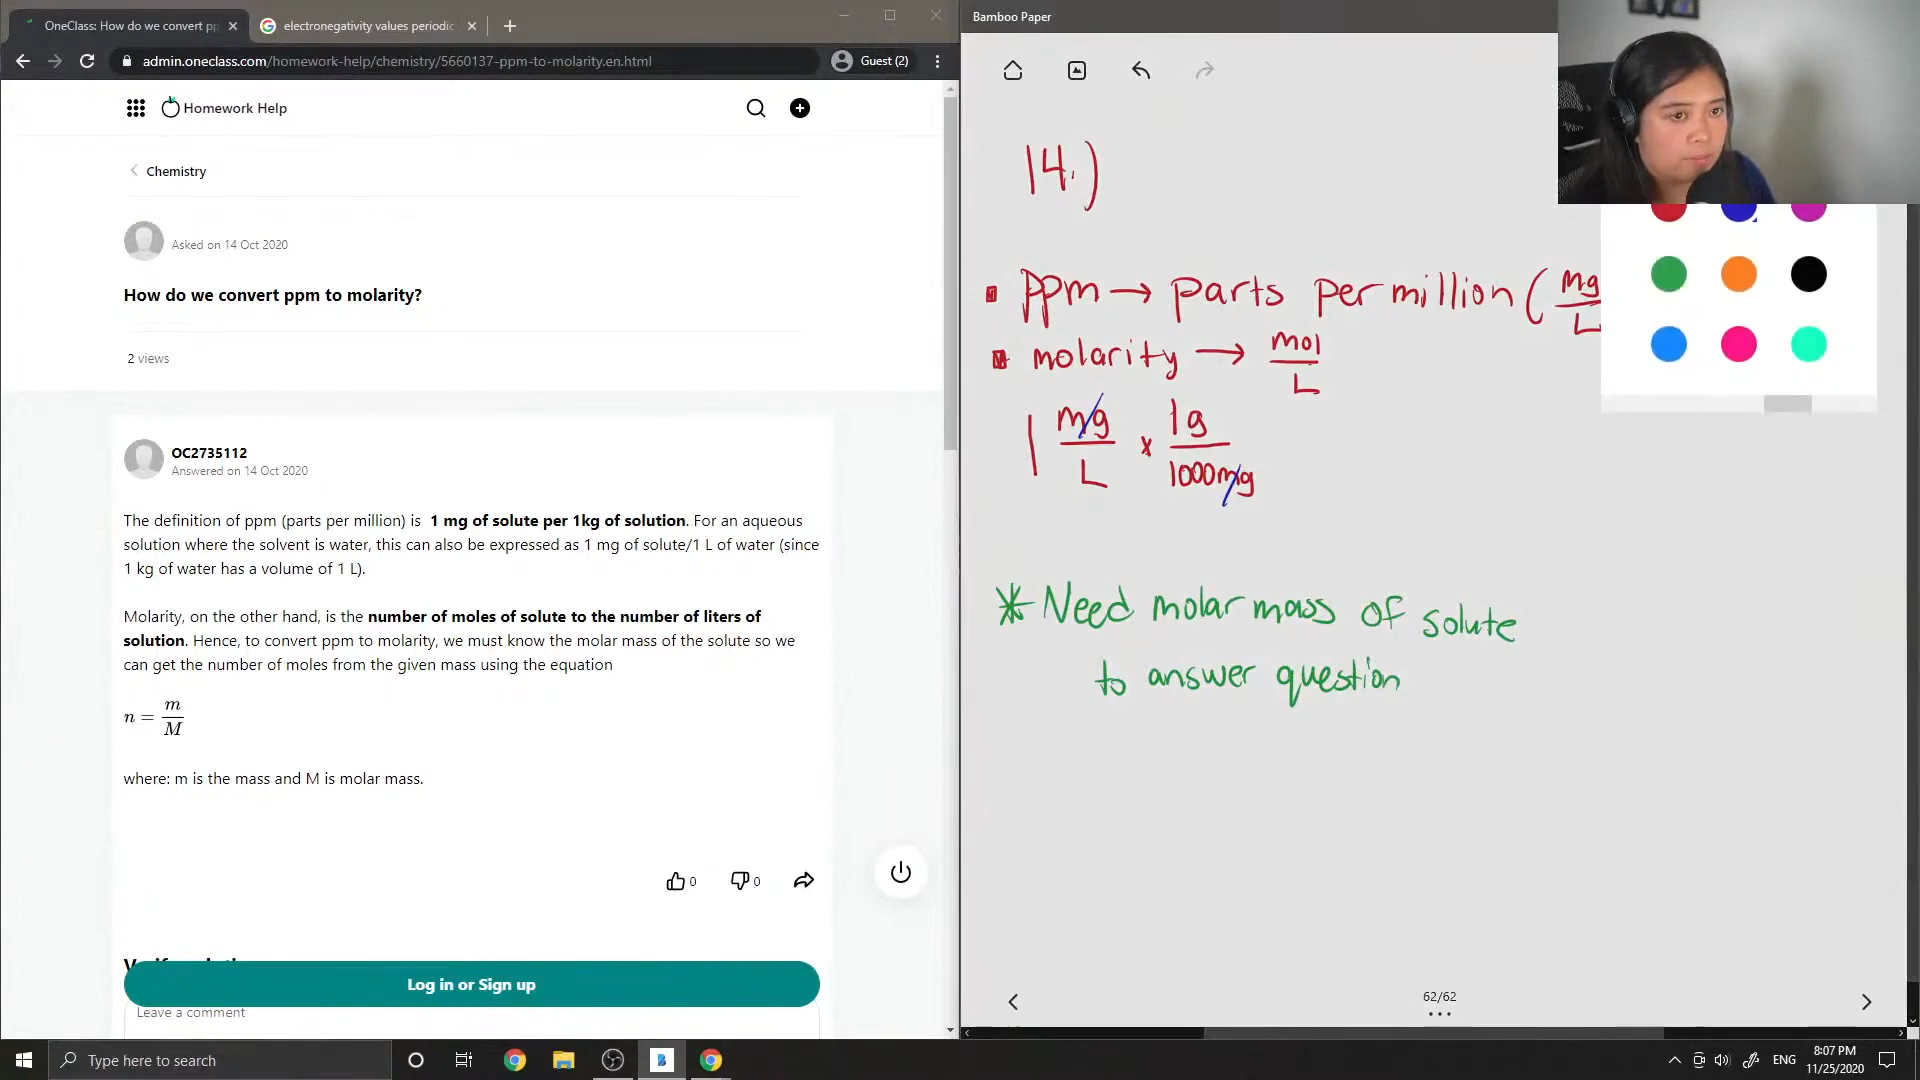 OneClass: How do we convert pp
electronegativity values periodic
admin.oneclass.com/homework-help/chemistry/5660137-ppm-to-molarity.en.html
Guest (2)
Homework Help
Chemistry
Asked on 14 Oct 2020
How do we convert ppm to molarity?
2 views
OC2735112
Answered on 14 Oct 2020
The definition of ppm (parts per million) is 1 mg of solute per 1kg of solution. For an aqueous
solution where the solvent is water, this can also be expressed as 1 mg of solute/1 L of water (since
1 kg of water has a volume of 1 L).
Molarity, on the other hand, is the number of moles of solute to the number of liters of
solution. Hence, to convert ppm to molarity, we must know the molar mass of the solute so we
can get the number of moles from the given mass using the equation
n = m/M
where: m is the mass and M is molar mass.
0
0
Log in or Sign up
Leave a comment
Bamboo Paper
14.)
ppm → parts per million ( mg/L
molarity → mol/L
1 mg/L × 1g/1000mg
* Need molar mass of solute
to answer question
62/62
Type here to search
ENG
8:07 PM
11/25/2020